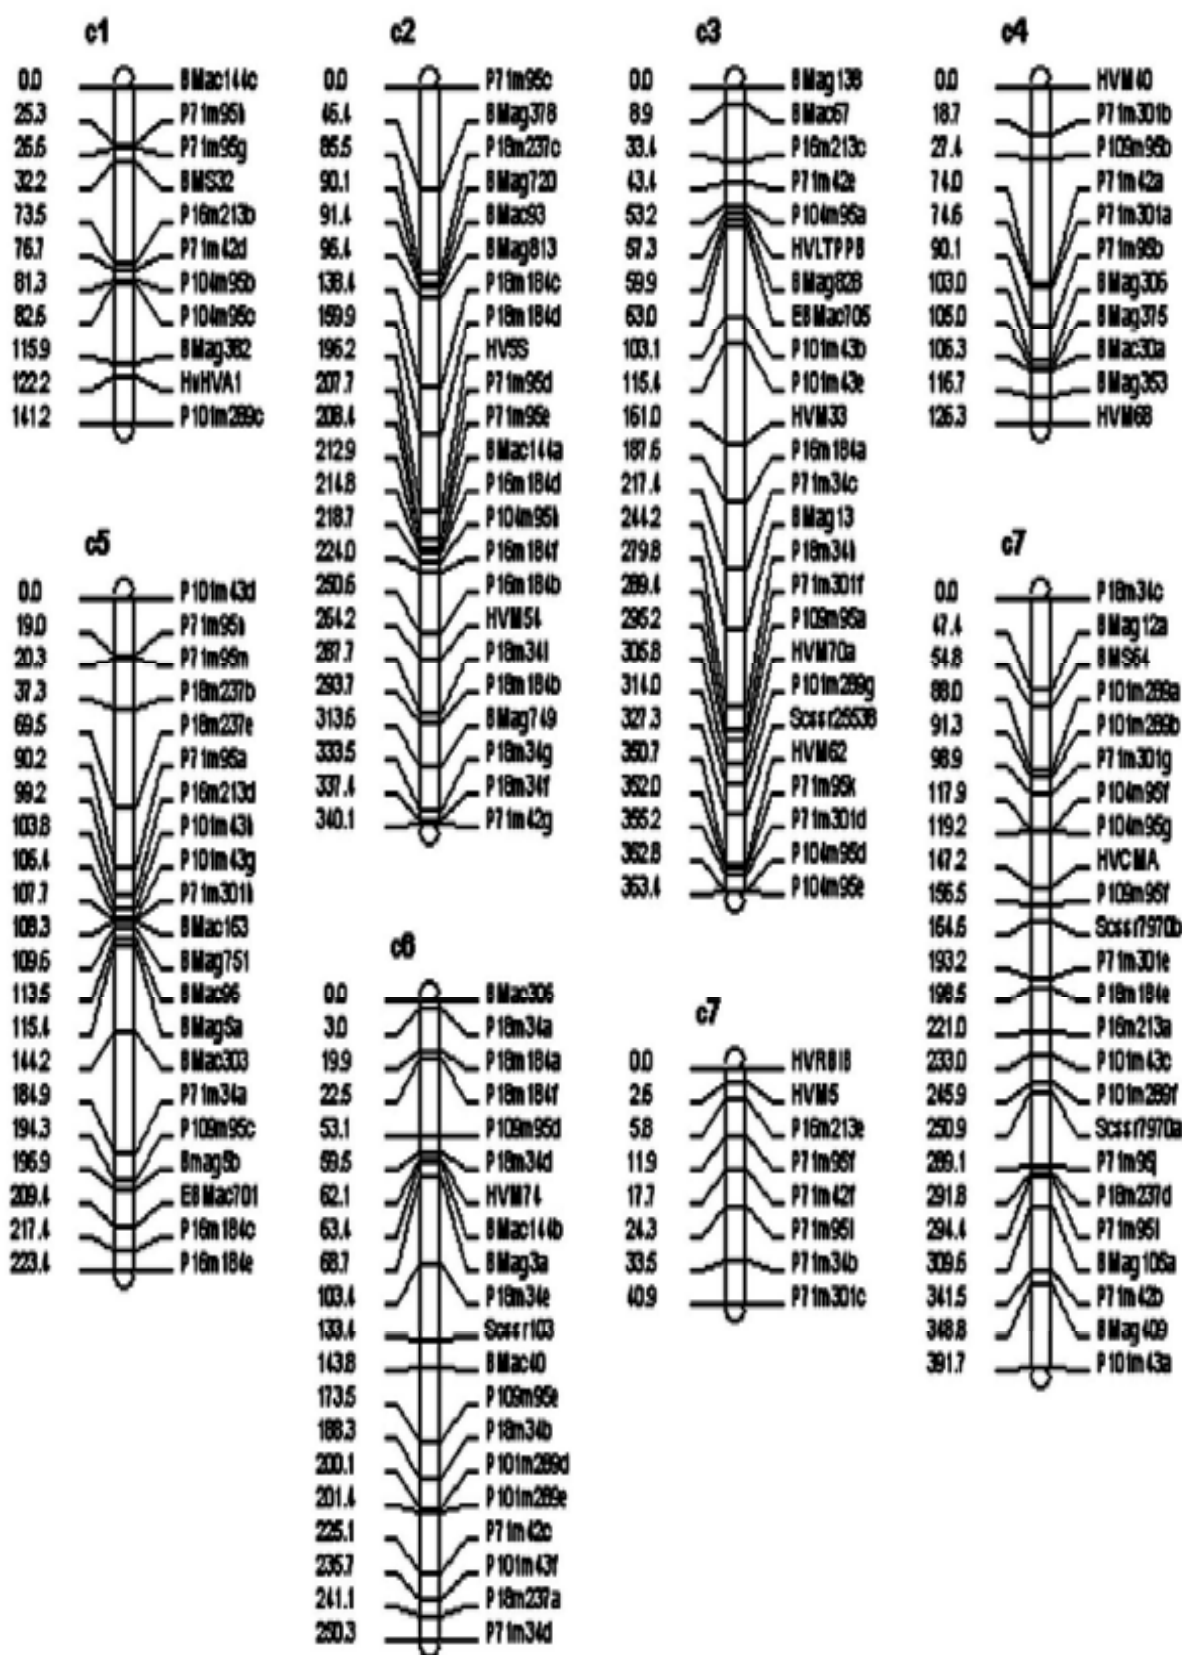 c1
0.0 BMac144c
25.3 P71m95h
26.6 P71m95g
32.2 BMS32
73.5 P16m213b
76.7 P71m42d
81.3 P104m95b
82.6 P104m95c
115.9 BMag382
122.2 HvHVA1
141.2 P101m289c
c2
0.0 P71m95c
46.4 BMag378
85.5 P18m237c
90.1 BMag720
91.4 BMac93
96.4 BMag813
138.4 P18m184c
159.9 P18m184d
196.2 HVSS
207.7 P71m95d
208.4 P71m95e
212.9 BMac144a
214.8 P16m184d
218.7 P104m95h
224.0 P16m184f
250.6 P16m184b
264.2 HVM54
287.7 P18m34i
293.7 P18m184b
313.6 BMag749
333.5 P18m34g
337.4 P18m34f
340.1 P71m42g
c3
0.0 BMag138
8.9 BMac67
33.4 P16m213c
43.4 P71m42e
53.2 P104m95a
57.3 HVLTPPB
59.9 BMag828
63.0 EBMac705
103.1 P101m43b
115.4 P101m43e
161.0 HVM33
187.6 P16m184a
217.4 P71m34c
244.2 BMag13
279.8 P18m34h
289.4 P71m301f
295.2 P109m95a
305.8 HVM70a
314.0 P101m289g
327.3 Scssr25538
350.7 HVM62
352.0 P71m95k
355.2 P71m301d
362.8 P104m95d
363.4 P104m95e
c4
0.0 HVM40
18.7 P71m301b
27.4 P109m95b
74.0 P71m42a
74.6 P71m301a
90.1 P71m95b
103.0 BMag306
105.0 BMag375
106.3 BMac30a
116.7 BMag353
126.3 HVM68
c5
0.0 P101m43d
19.0 P71m95h
20.3 P71m95m
37.3 P18m237b
69.5 P18m237e
90.2 P71m95a
99.2 P16m213d
103.8 P101m43h
106.4 P101m43g
107.7 P71m301h
108.3 BMac163
109.6 BMag751
113.5 BMac96
115.4 BMag5a
144.2 BMac303
184.9 P71m34a
194.3 P109m95c
196.9 Bmag5b
209.4 EBMac701
217.4 P16m184c
223.4 P16m184e
c6
0.0 BMac306
3.0 P18m34a
19.9 P18m184a
22.5 P18m184f
53.1 P109m95d
59.5 P18m34d
62.1 HVM74
63.4 BMac144b
68.7 BMag3a
103.4 P18m34e
133.4 Scssr103
143.8 BMac40
173.5 P109m95e
188.3 P18m34b
200.1 P101m289d
201.4 P101m289e
225.1 P71m42c
235.7 P101m43f
241.1 P18m237a
250.3 P71m34d
c7
0.0 HVRBIB
2.6 HVM5
5.8 P16m213e
11.9 P71m95f
17.7 P71m42f
24.3 P71m95i
33.5 P71m34b
40.9 P71m301c
c7
0.0 P18m34c
47.4 BMag12a
54.8 BMS64
88.0 P101m289a
91.3 P101m289b
98.9 P71m301g
117.9 P104m95f
119.2 P104m95g
147.2 HVCMA
156.5 P109m95f
164.6 Scssr7970b
193.2 P71m301e
198.5 P18m184e
221.0 P16m213a
233.0 P101m43c
245.9 P101m289f
250.9 Scssr7970a
289.1 P71m95j
291.8 P18m237d
294.4 P71m95l
309.6 BMag106a
341.5 P71m42b
348.8 BMag409
391.7 P101m43a